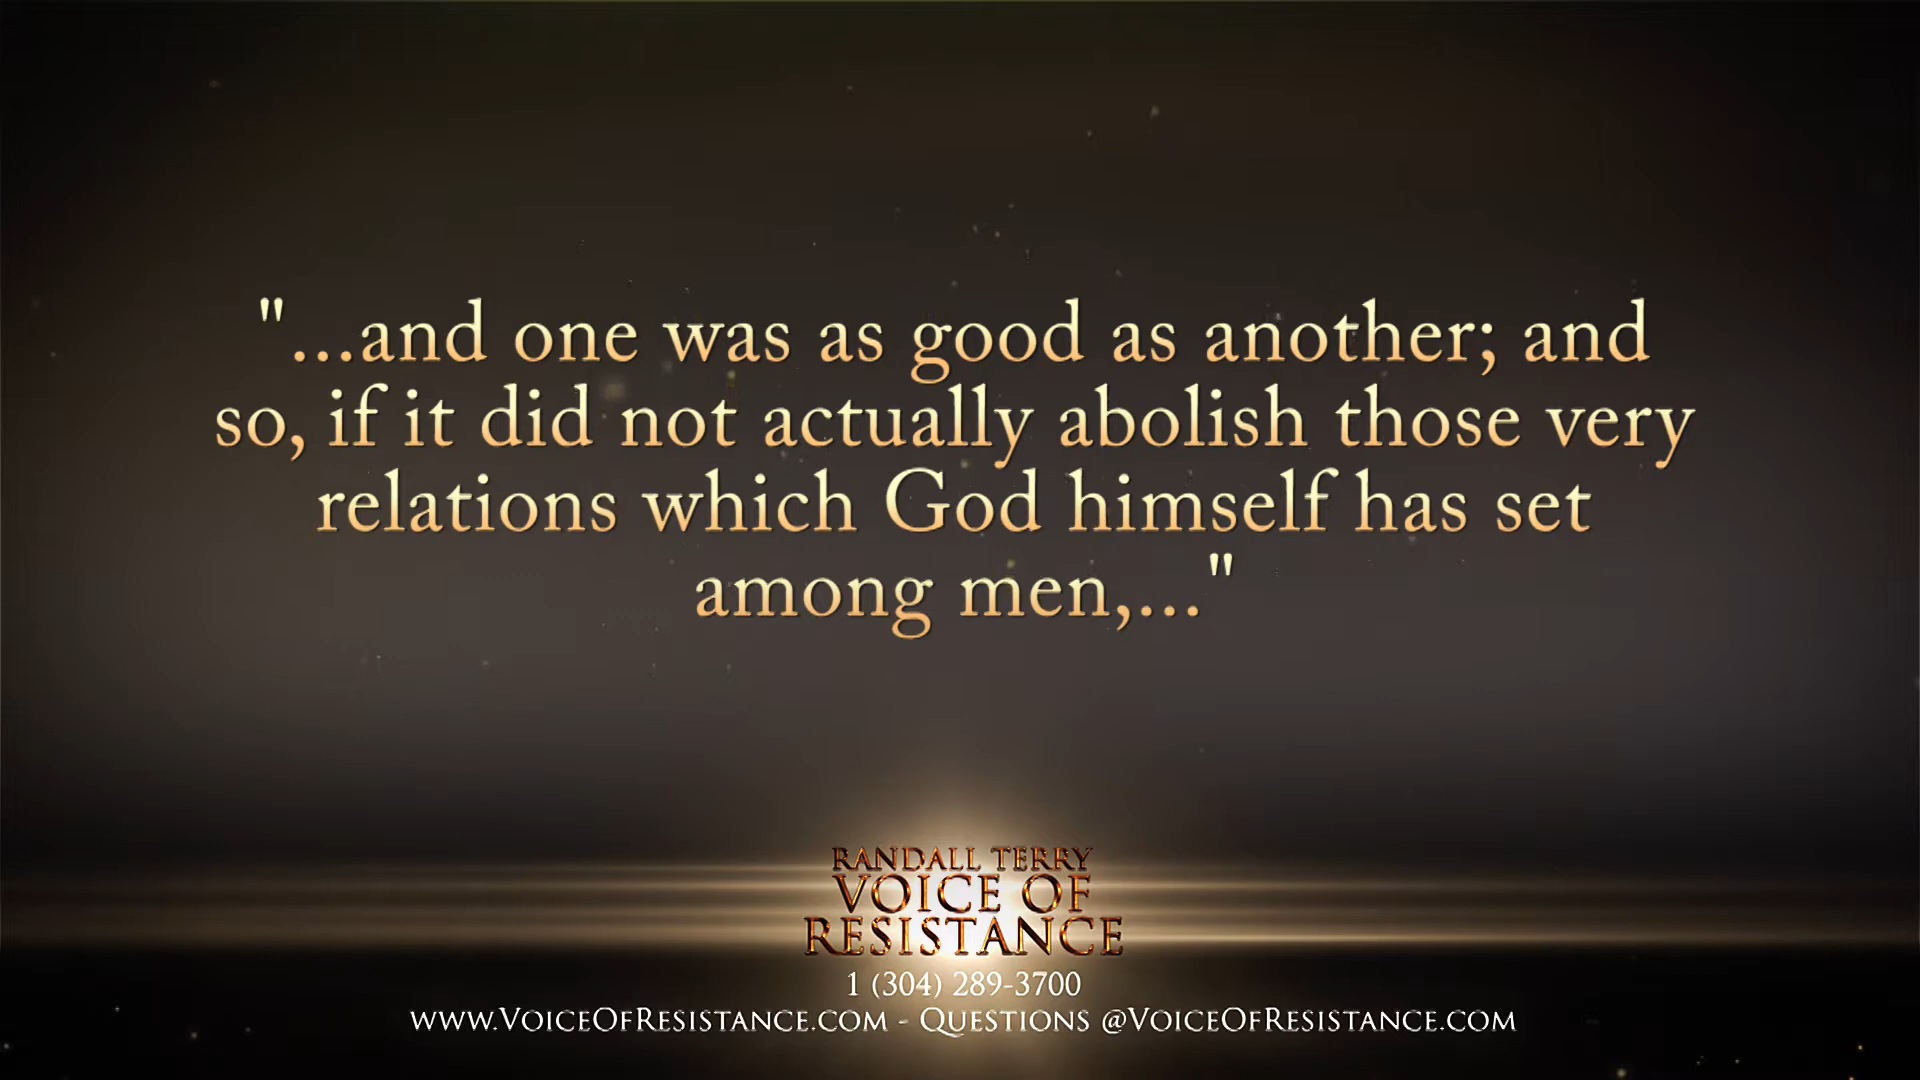 "...and one was as good as another; and
so, if it did not actually abolish those very
relations which God himself has set
among men,..."
RANDALL TERRY
VOICE OF
RESISTANCE
1 (304) 289-3700
www.VoiceOfResistance.com - Questions @VoiceOfResistance.com